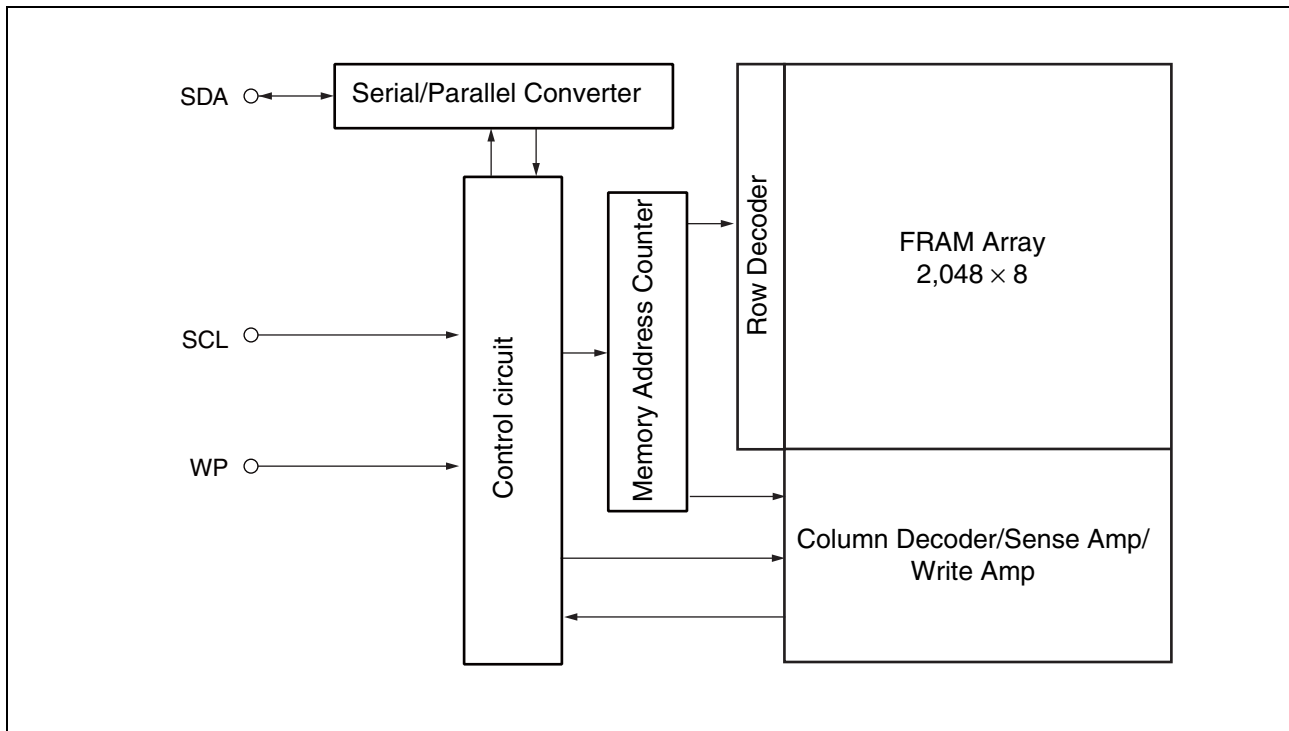 SDA
Serial/Parallel Converter
SCL
WP
Control circuit
Memory Address Counter
Row Decoder
FRAM Array
2,048 × 8
Column Decoder/Sense Amp/
Write Amp